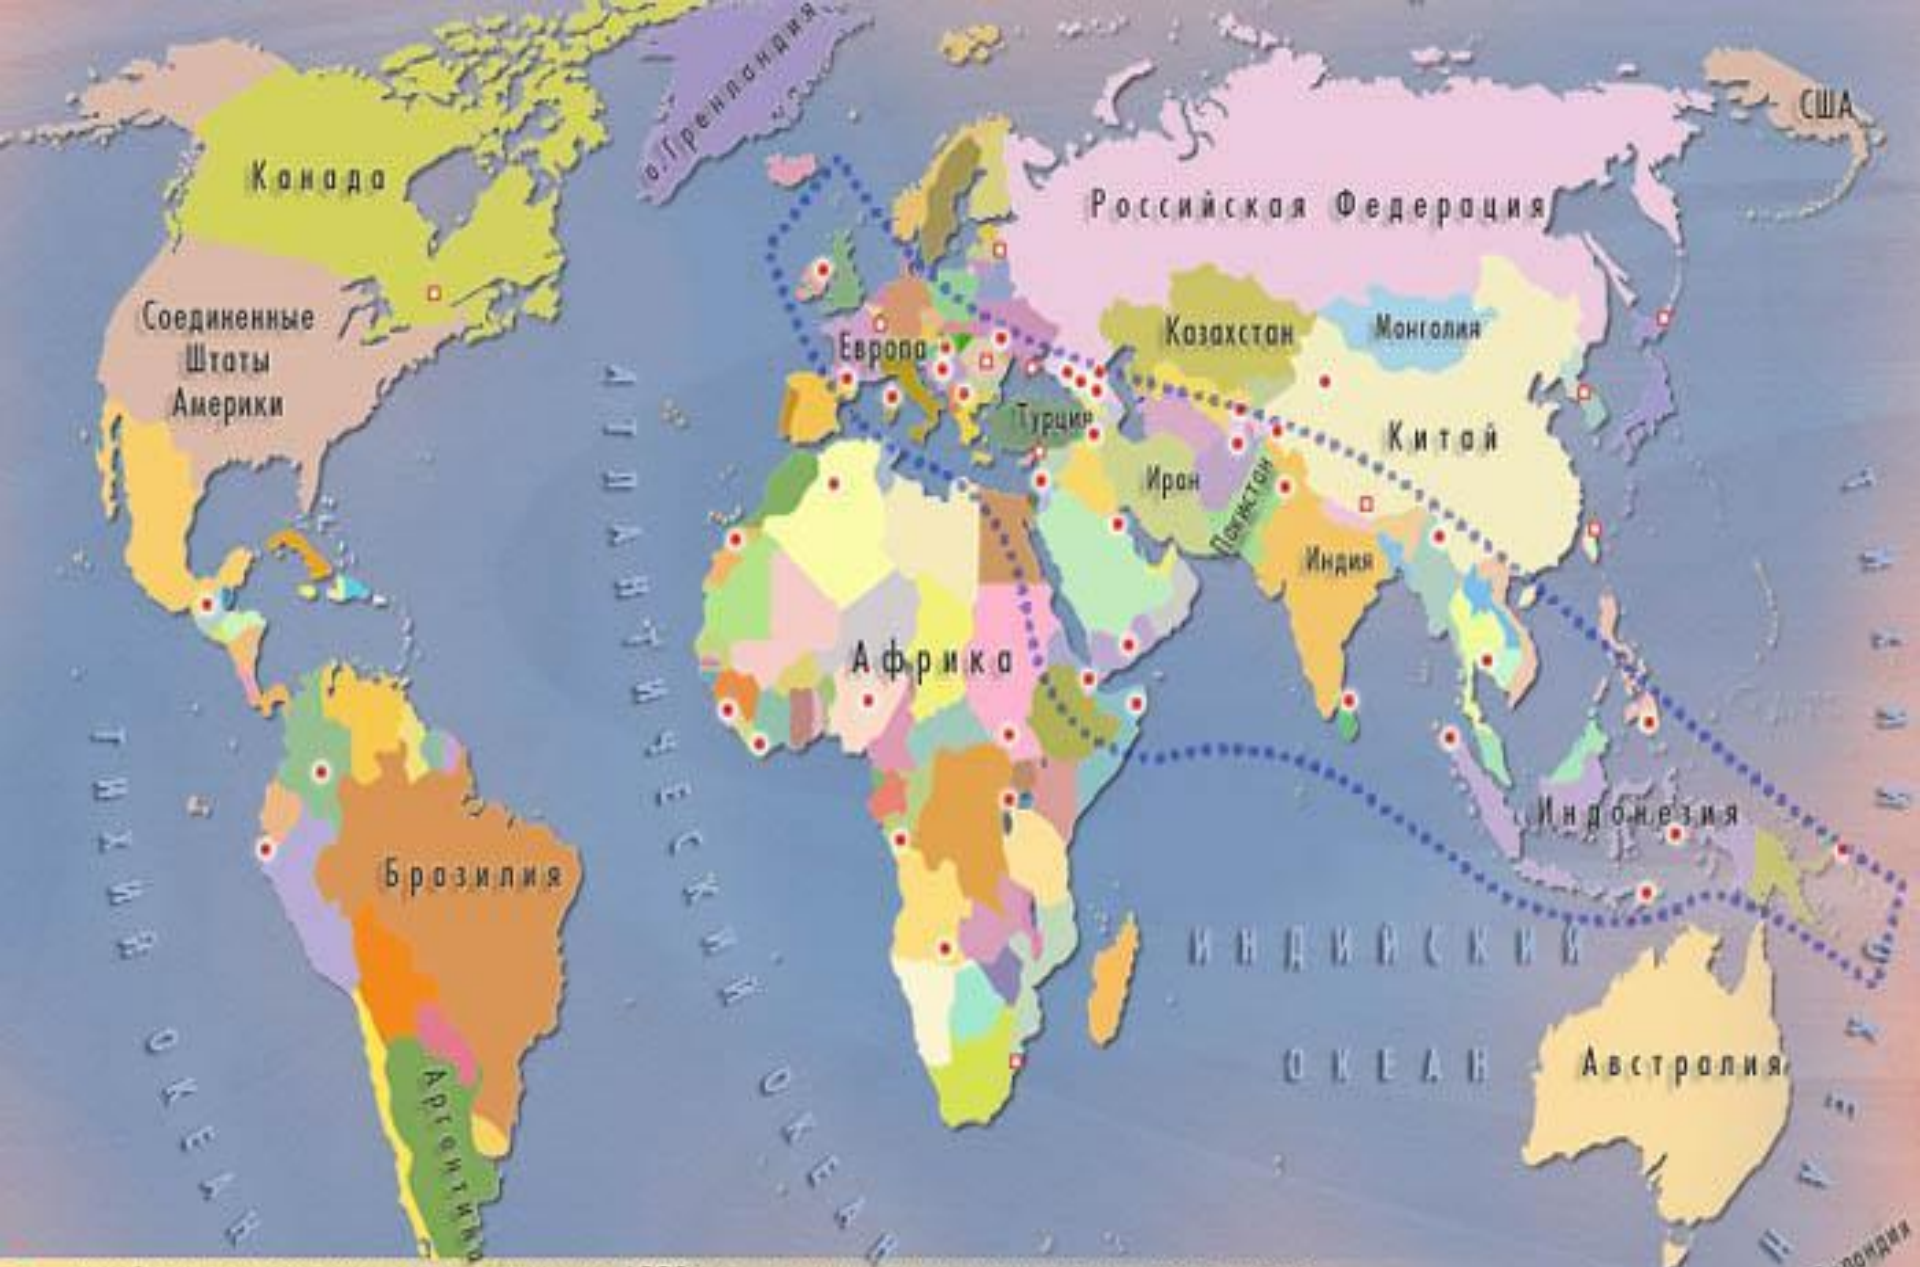 о. Гренландия
США
Канада
Российская Федерация
Соединенные
Штаты
Америки
Казахстан
Монголия
Европа
Турция
Китай
Иран
Пакистан
Индия
Африка
Индонезия
Бразилия
Аргентина
Австралия
АТЛАНТИЧЕСКИЙ
ОКЕАН
ТИХИЙ
ОКЕАН
ИНДИЙСКИЙ
ОКЕАН